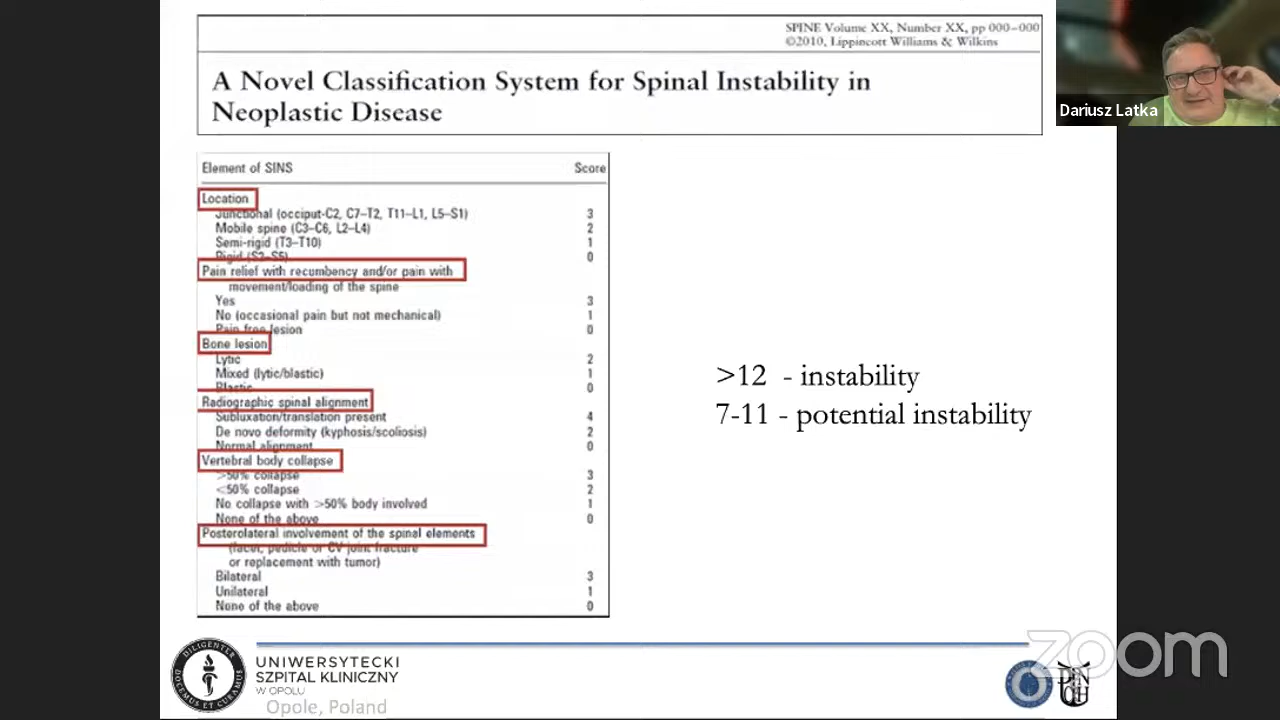 SPINE Volume XX, Number XX, pp 000–000
©2010, Lippincott Williams & Wilkins
A Novel Classification System for Spinal Instability in
Neoplastic Disease
Dariusz Latka
Element of SINS Score
Location
Junctional (occiput-C2, C7–T2, T11–L1, L5–S1) 3
Mobile spine (C3–C6, L2–L4) 2
Semi-rigid (T3–T10) 1
Rigid (S2–S5) 0
Pain relief with recumbency and/or pain with
movement/loading of the spine
Yes 3
No (occasional pain but not mechanical) 1
Pain free lesion 0
Bone lesion
Lytic 2
Mixed (lytic/blastic) 1
Blastic 0
Radiographic spinal alignment
Subluxation/translation present 4
De novo deformity (kyphosis/scoliosis) 2
Normal alignment 0
Vertebral body collapse
>50% collapse 3
<50% collapse 2
No collapse with >50% body involved 1
None of the above 0
Posterolateral involvement of the spinal elements
(facet, pedicle or CV joint fracture
or replacement with tumor)
Bilateral 3
Unilateral 1
None of the above 0
>12 - instability
7-11 - potential instability
DILIGENTER
DOCEMUS ET CURAMUS
UNIWERSYTECKI
SZPITAL KLINICZNY
W OPOLU
Opole, Poland
zoom